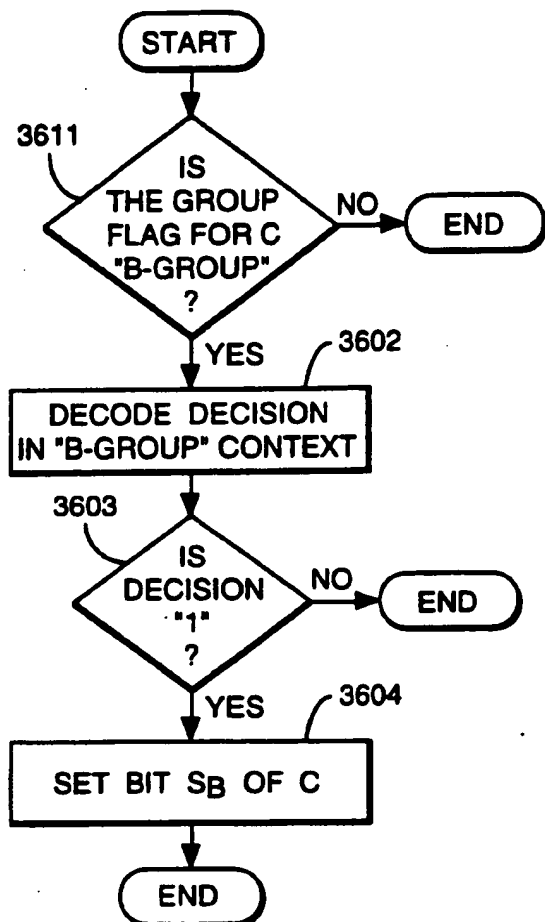 START
3611
IS
THE GROUP
FLAG FOR C
"B-GROUP"
?
NO
END
YES
3602
DECODE DECISION
IN "B-GROUP" CONTEXT
3603
IS
DECISION
"1"
?
NO
END
YES
3604
SET BIT SB OF C
END